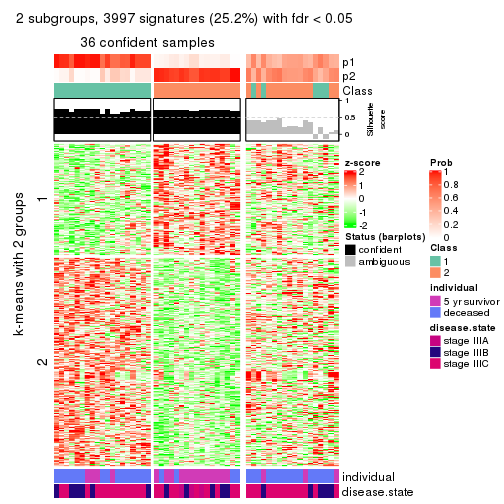 2 subgroups, 3997 signatures (25.2%) with fdr < 0.05
36 confident samples
p1
p2
Class
1
0.5
0
Silhouette
score
k-means with 2 groups
1
2
z-score
2
1
0
-1
-2
Status (barplots)
confident
ambiguous
Prob
1
0.8
0.6
0.4
0.2
0
Class
1
2
individual
5 yr survivor
deceased
disease.state
stage IIIA
stage IIIB
stage IIIC
individual
disease.state